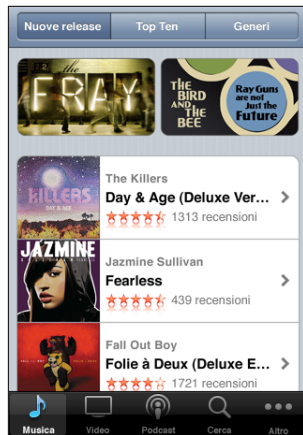 Nuove release Top Ten Generi
the
FRAY
THE
BIRD
AND
THE
BEE
Ray Guns
are not
Just the
Future
The Killers
KILLERS
DAY & AGE
Day & Age (Deluxe Ver...
1313 recensioni
JAZMINE
Jazmine Sullivan
Fearless
439 recensioni
Fall Out Boy
Folie à Deux (Deluxe E...
1721 recensioni
Musica Video Podcast Cerca Altro